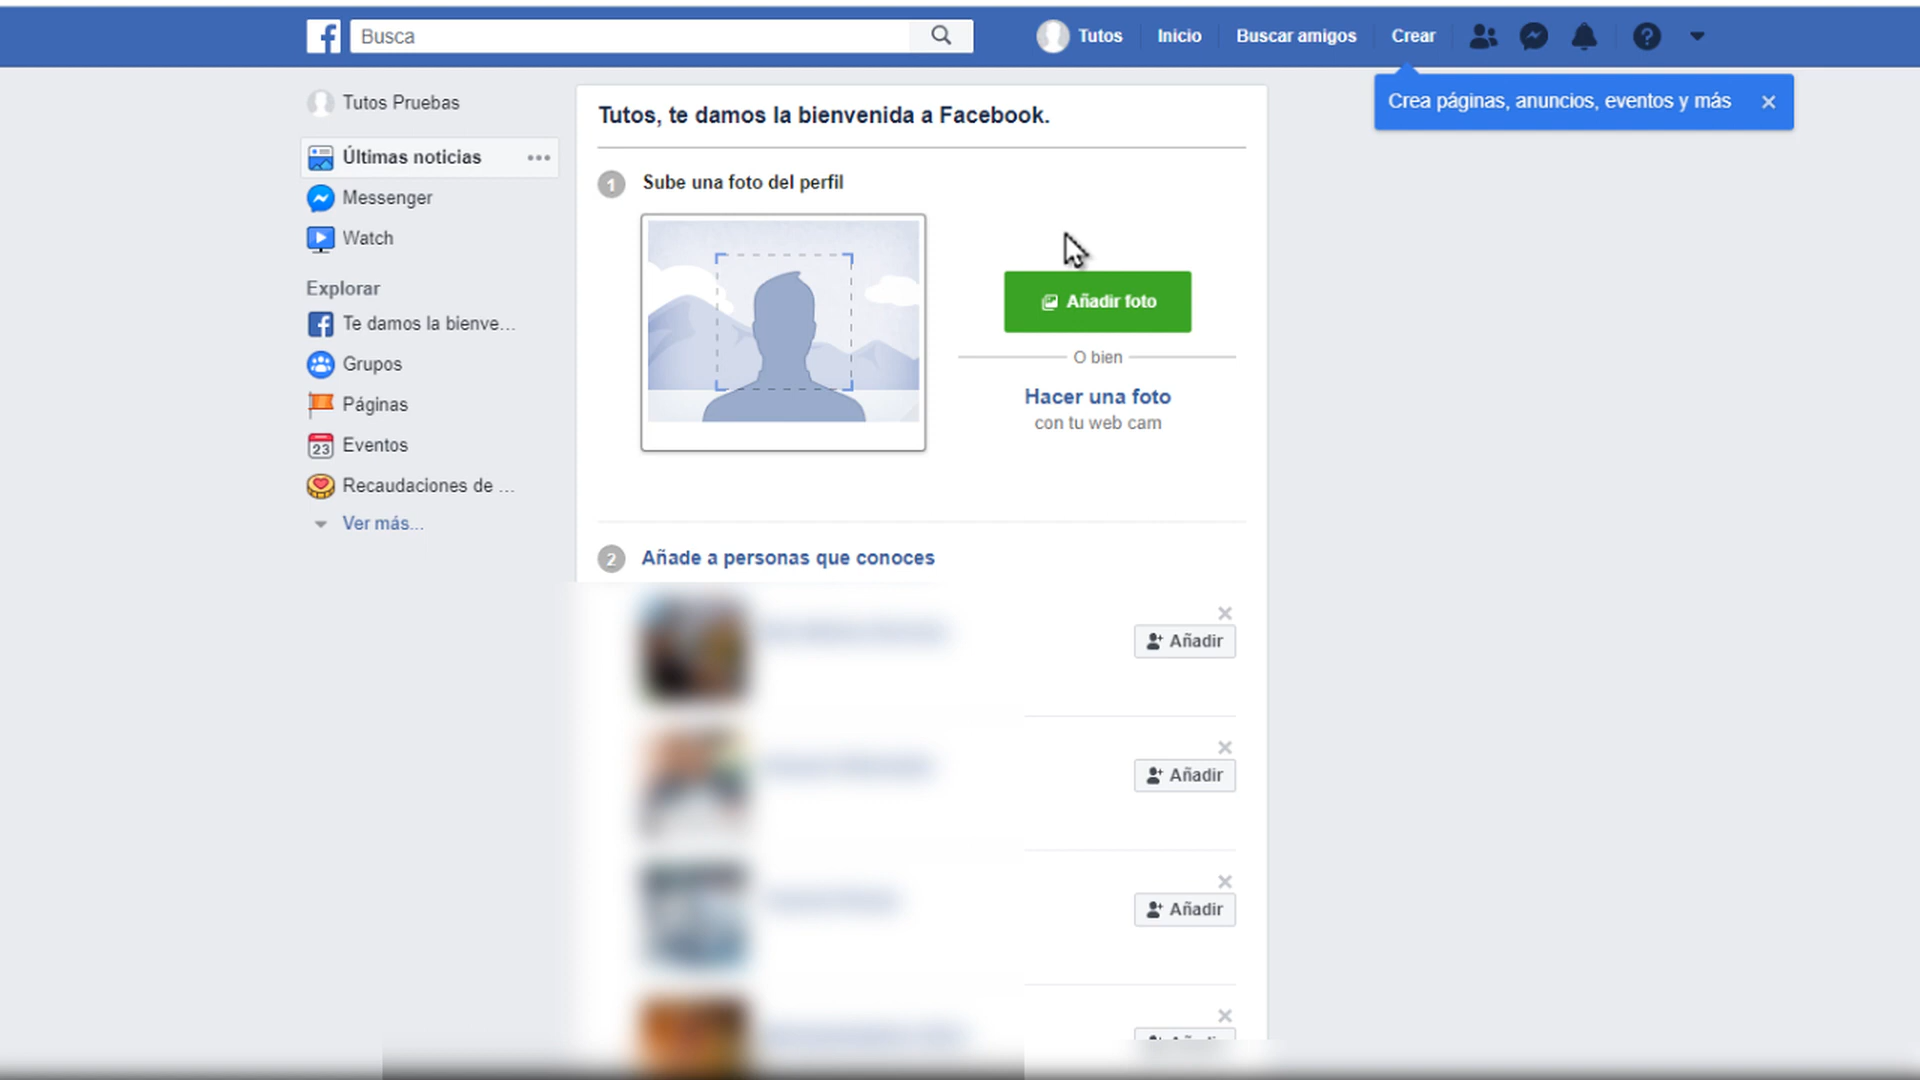 Busca
Tutos
Inicio
Buscar amigos
Crear
Crea páginas, anuncios, eventos y más
Tutos Pruebas
Últimas noticias
Messenger
Watch
Explorar
Te damos la bienve...
Grupos
Páginas
23
Eventos
Recaudaciones de ...
Ver más...
Tutos, te damos la bienvenida a Facebook.
1 Sube una foto del perfil
Añadir foto
O bien
Hacer una foto
con tu web cam
2 Añade a personas que conoces
Añadir
Añadir
Añadir